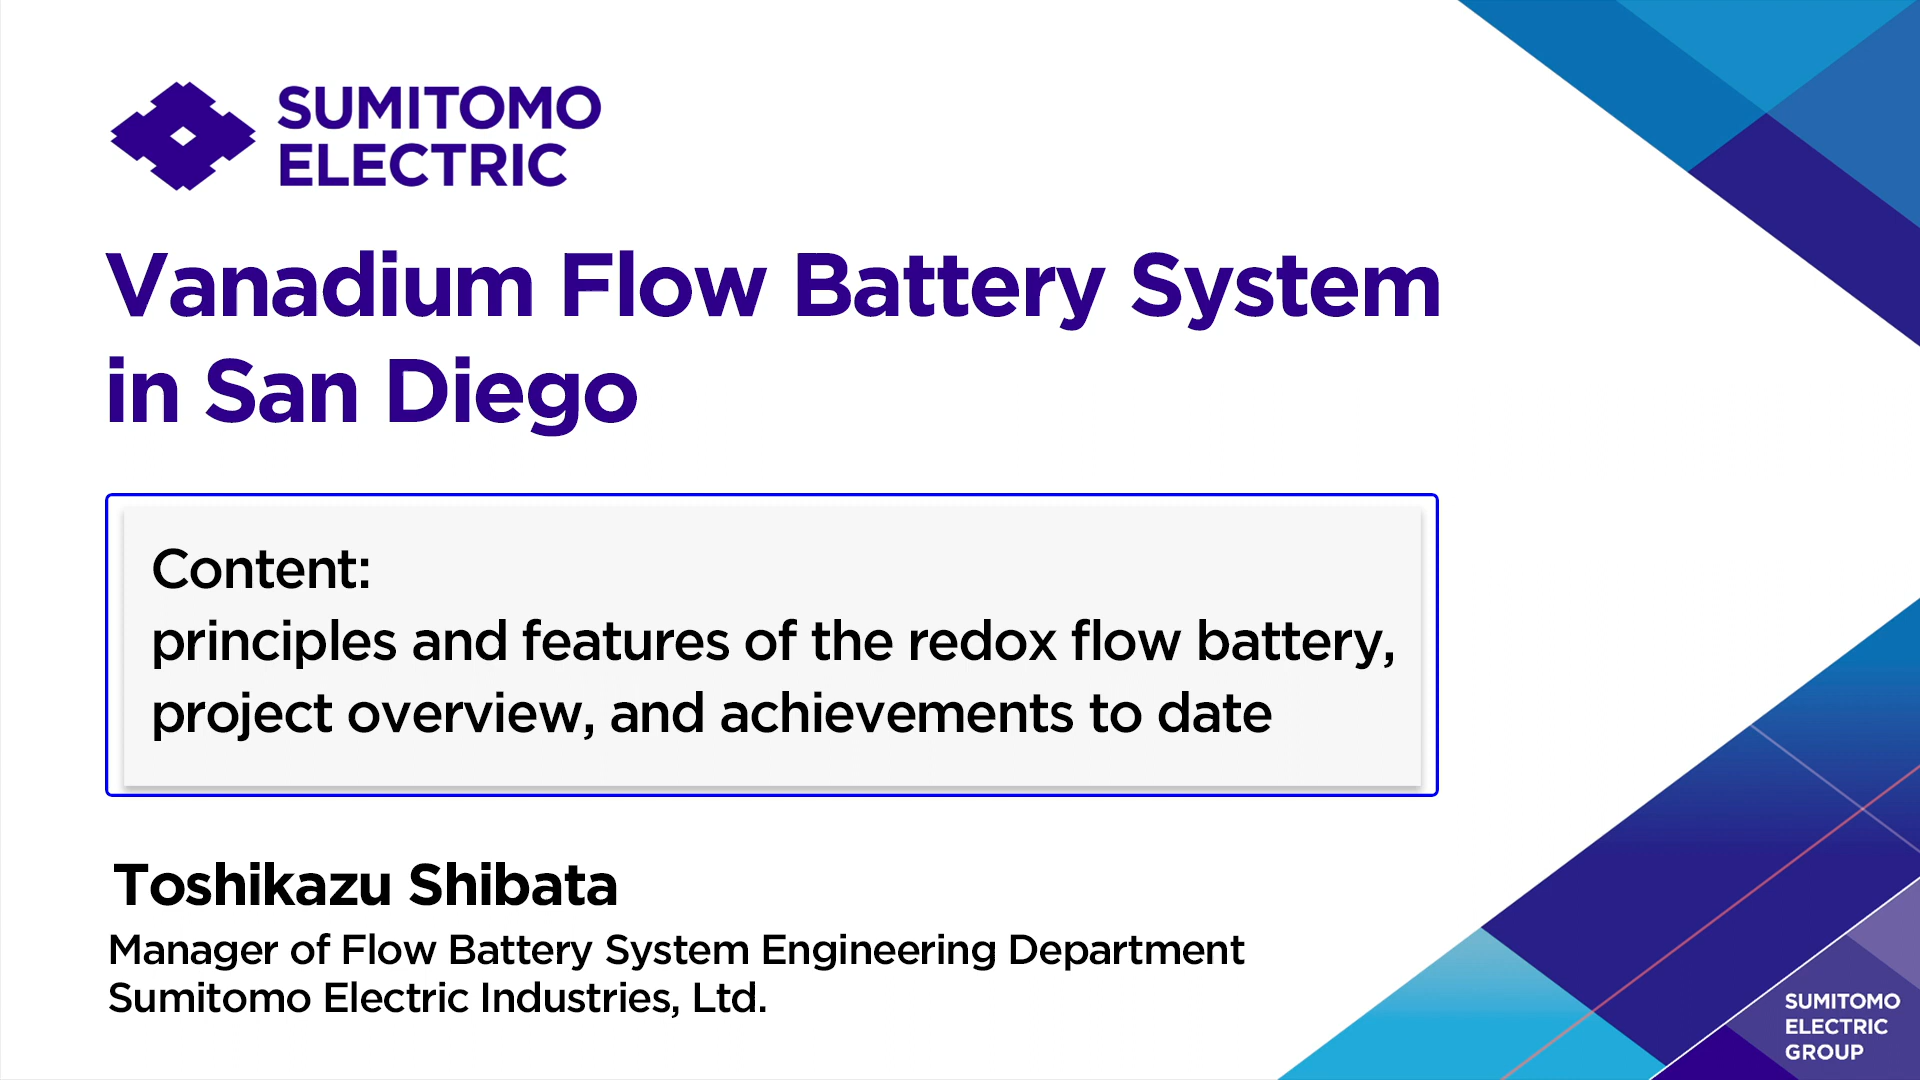 SUMITOMO
ELECTRIC
Vanadium Flow Battery System
in San Diego
Content:
principles and features of the redox flow battery,
project overview, and achievements to date
Toshikazu Shibata
Manager of Flow Battery System Engineering Department
Sumitomo Electric Industries, Ltd.
SUMITOMO
ELECTRIC
GROUP